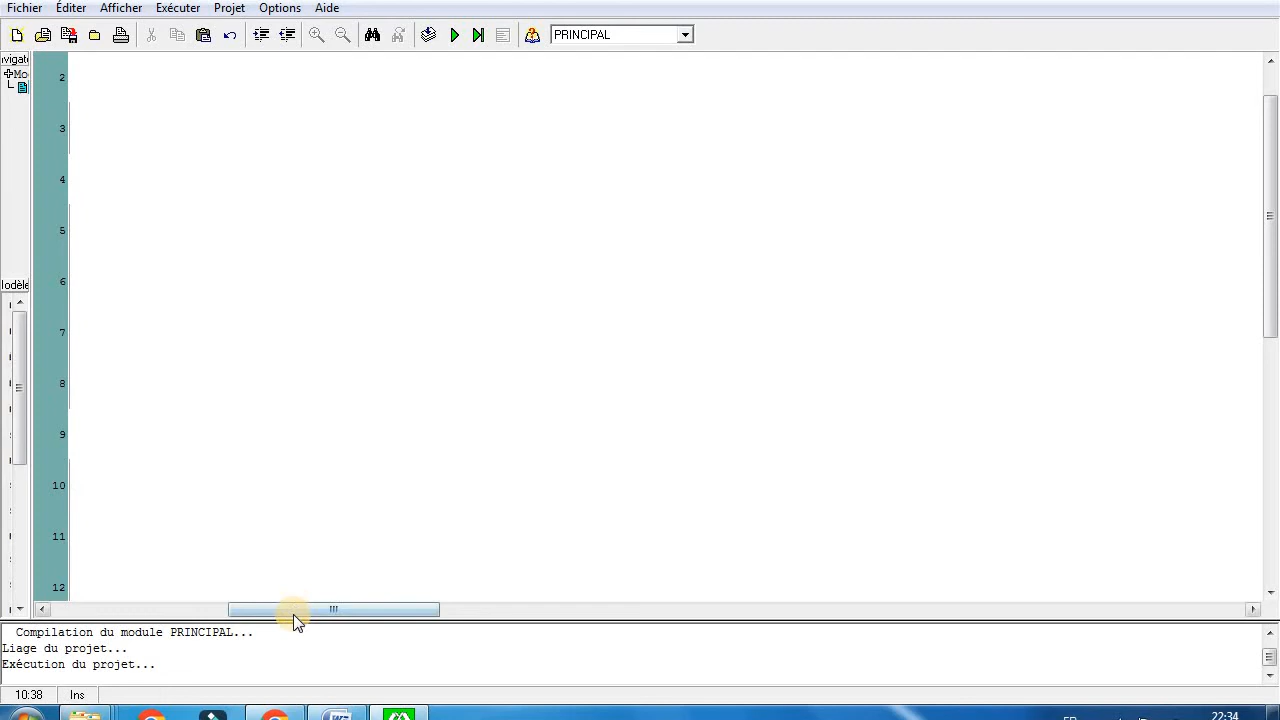 Fichier Éditer Afficher Exécuter Projet Options Aide
PRINCIPAL
2
3
4
5
6
7
8
9
10
11
12
Compilation du module PRINCIPAL...
Liage du projet...
Exécution du projet...
10:38 Ins
22:34